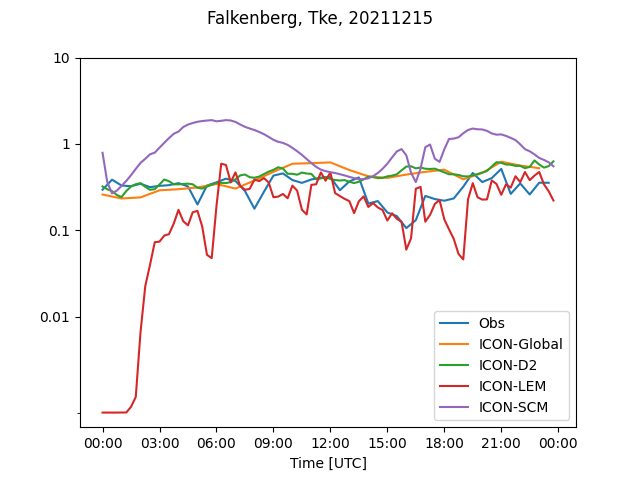 Falkenberg, Tke, 20211215
10
1
0.1
0.01
Obs
ICON-Global
ICON-D2
ICON-LEM
ICON-SCM
00:00 03:00 06:00 09:00 12:00 15:00 18:00 21:00 00:00
Time [UTC]